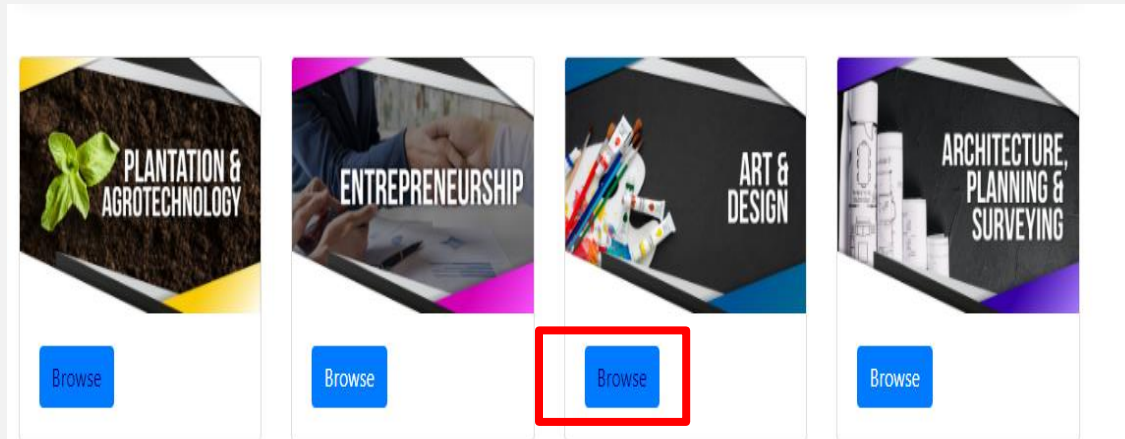 PLANTATION &
AGROTECHNOLOGY
ENTREPRENEURSHIP
ART &
DESIGN
ARCHITECTURE,
PLANNING &
SURVEYING
Browse
Browse
Browse
Browse